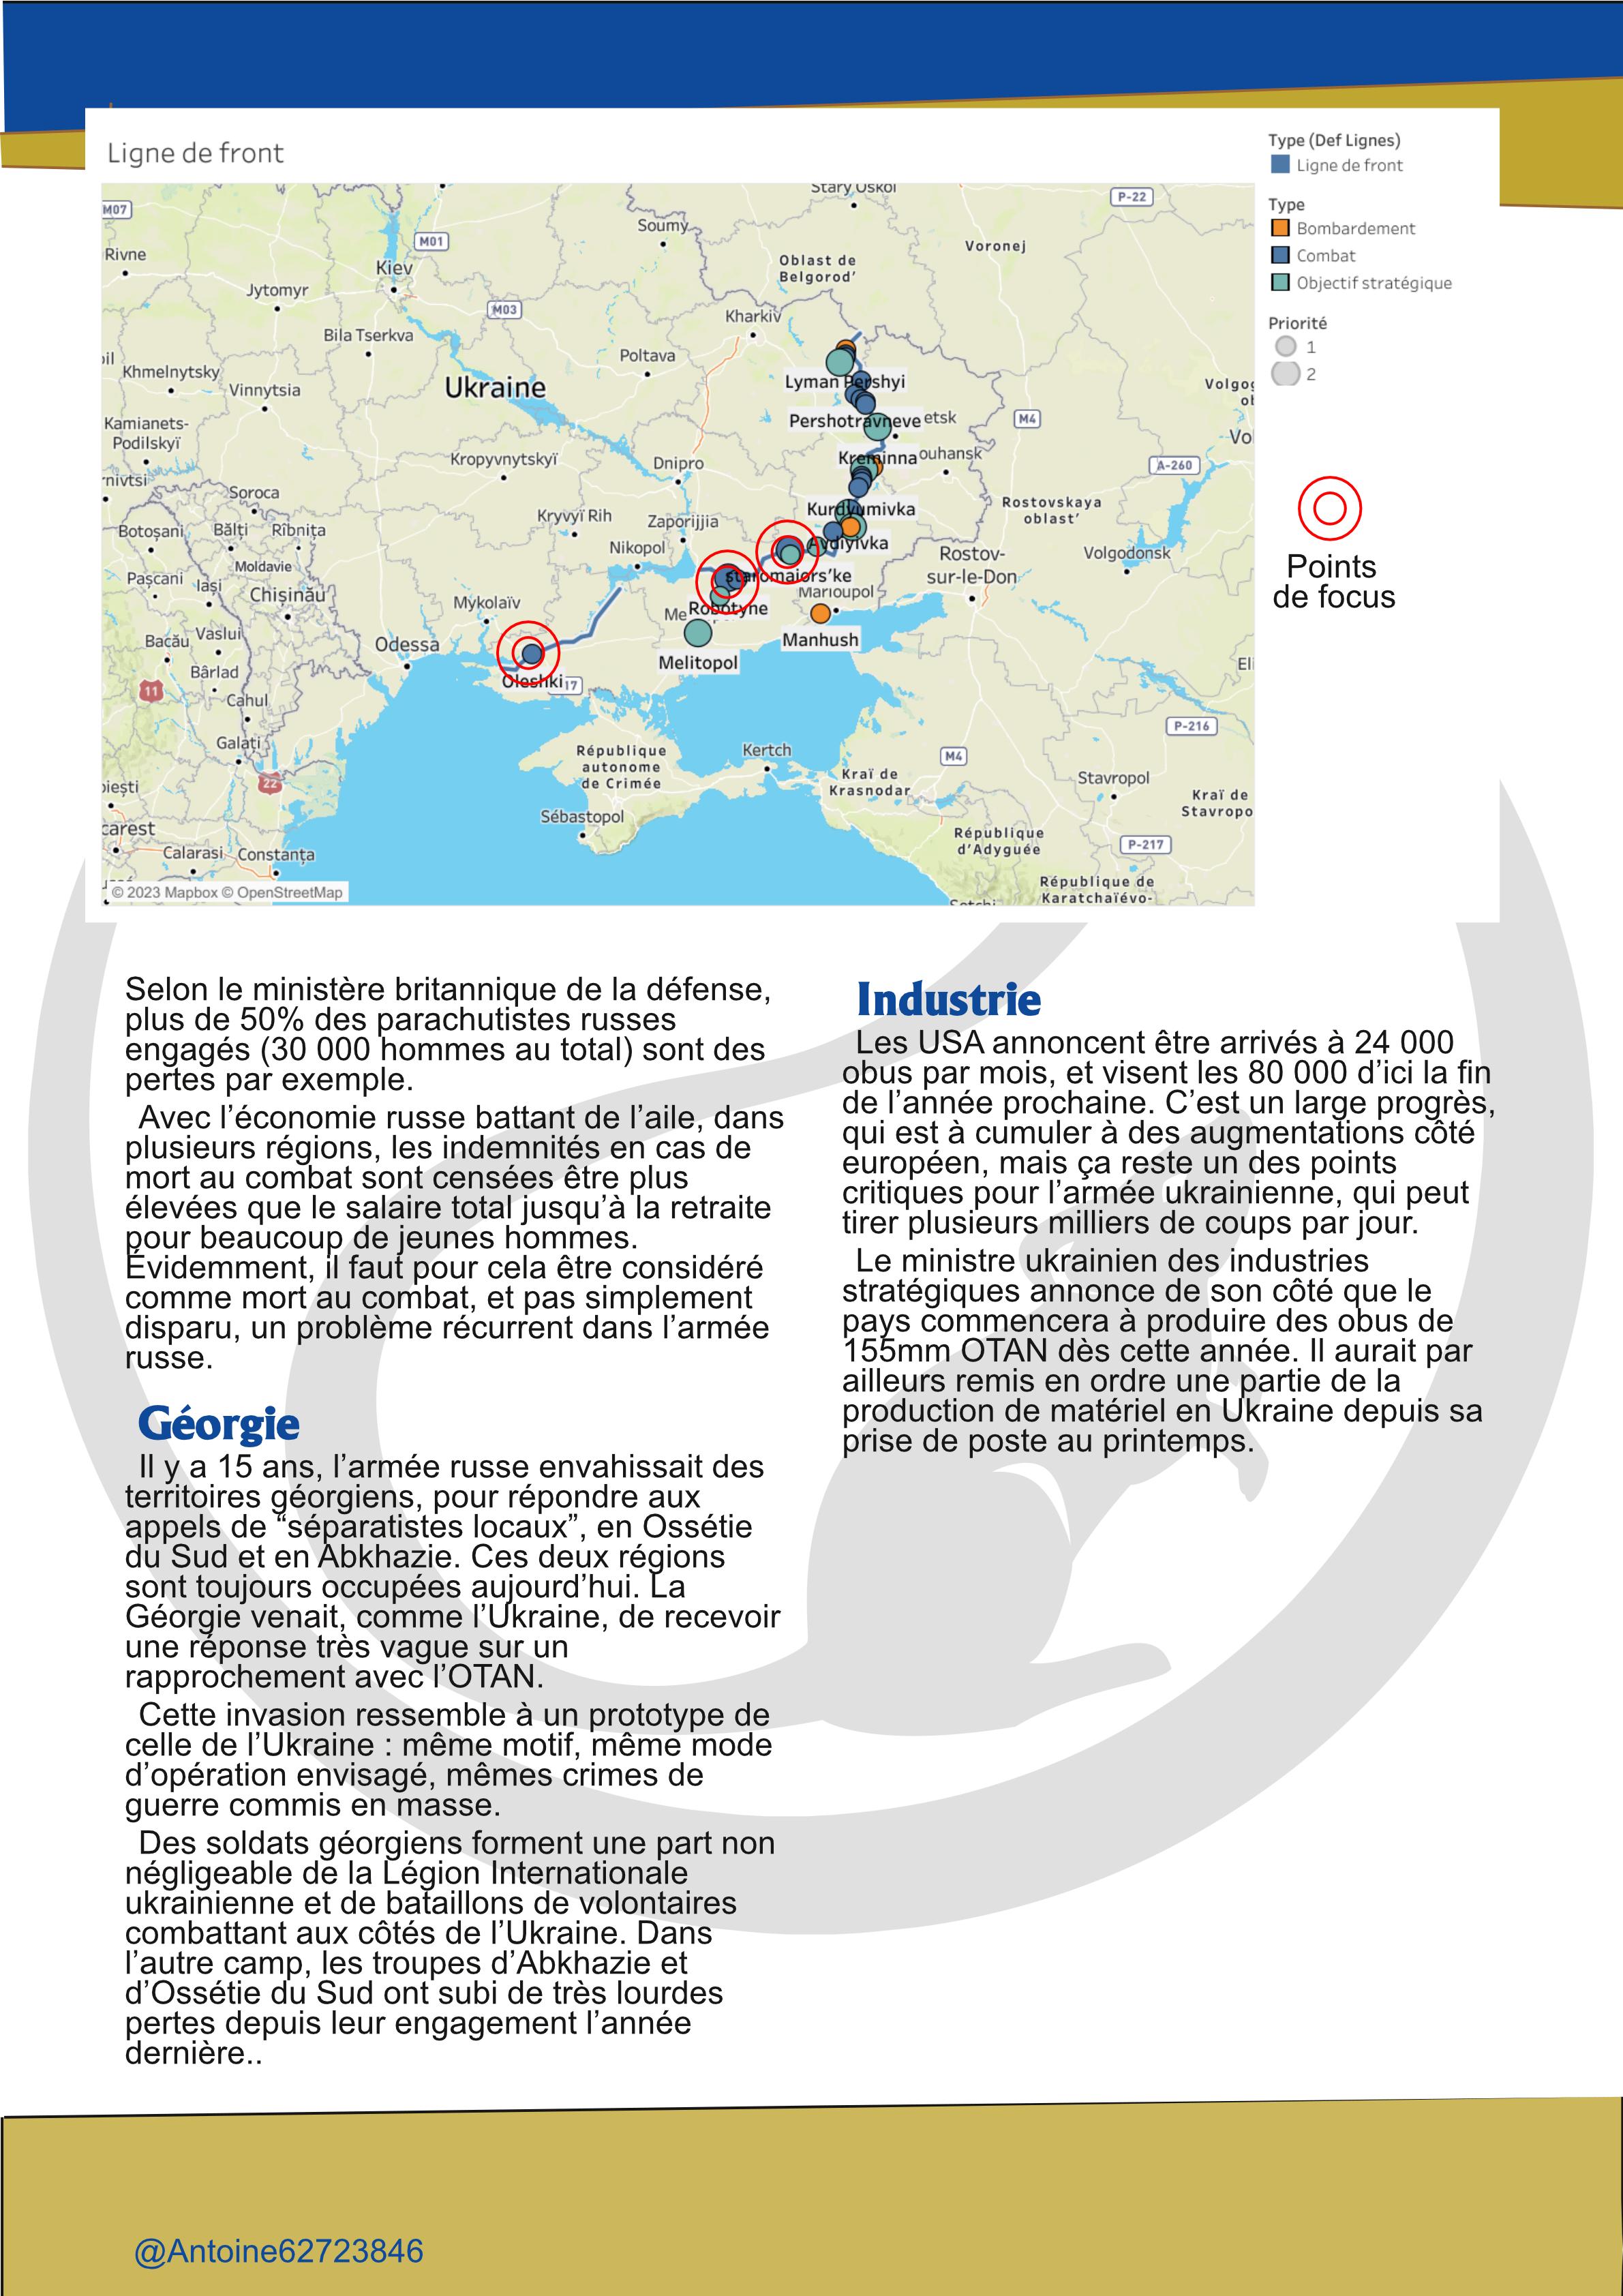 Ligne de front
Type (Def Lignes)
Ligne de front
Type
Bombardement
Combat
Objectif stratégique
Priorité
1
2
Points
de focus
M07
Stary Oskol
P-22
Soumy
M01
Rivne
Voronej
Oblast de
Belgorod'
Kiev
Jytomyr
M03
Kharkiv
Bila Tserkva
Poltava
Khmelnytsky
Vinnytsia
Ukraine
Lyman Pershyi
Kamianets-
Podilskyï
Pershotravneve
etsk
M4
Kropyvnytskyï
Dnipro
Kreminna
ouhansk
A-260
Soroca
Rostovskaya
oblast'
Kurdyumivka
Botoșani
Bălți
Rîbnița
Kryvyï Rih
Zaporijjia
Nikopol
Avdiyivka
Rostov-
sur-le-Don
Volgodonsk
Moldavie
Pașcani
Iași
Chișinău
Staromaiors'ke
Marioupol
Mykolaïv
Robotyne
Bacău
Vaslui
Odessa
Manhush
Bârlad
Melitopol
11
Oleshki
17
Cahul
P-216
Galați
République
autonome
de Crimée
Kertch
M4
22
Kraï de
Krasnodar
Stavropol
Kraï de
Stavropo
Sébastopol
carest
République
d'Adyguée
P-217
Calarasi
Constanța
République de
Karatchaïévo-
© 2023 Mapbox © OpenStreetMap
Selon le ministère britannique de la défense,
plus de 50% des parachutistes russes
engagés (30 000 hommes au total) sont des
pertes par exemple.
Avec l’économie russe battant de l’aile, dans
plusieurs régions, les indemnités en cas de
mort au combat sont censées être plus
élevées que le salaire total jusqu’à la retraite
pour beaucoup de jeunes hommes.
Évidemment, il faut pour cela être considéré
comme mort au combat, et pas simplement
disparu, un problème récurrent dans l’armée
russe.
Géorgie
Il y a 15 ans, l’armée russe envahissait des
territoires géorgiens, pour répondre aux
appels de “séparatistes locaux”, en Ossétie
du Sud et en Abkhazie. Ces deux régions
sont toujours occupées aujourd’hui. La
Géorgie venait, comme l’Ukraine, de recevoir
une réponse très vague sur un
rapprochement avec l’OTAN.
Cette invasion ressemble à un prototype de
celle de l’Ukraine : même motif, même mode
d’opération envisagé, mêmes crimes de
guerre commis en masse.
Des soldats géorgiens forment une part non
négligeable de la Légion Internationale
ukrainienne et de bataillons de volontaires
combattant aux côtés de l’Ukraine. Dans
l’autre camp, les troupes d’Abkhazie et
d’Ossétie du Sud ont subi de très lourdes
pertes depuis leur engagement l’année
dernière..
Industrie
Les USA annoncent être arrivés à 24 000
obus par mois, et visent les 80 000 d’ici la fin
de l’année prochaine. C’est un large progrès,
qui est à cumuler à des augmentations côté
européen, mais ça reste un des points
critiques pour l’armée ukrainienne, qui peut
tirer plusieurs milliers de coups par jour.
Le ministre ukrainien des industries
stratégiques annonce de son côté que le
pays commencera à produire des obus de
155mm OTAN dès cette année. Il aurait par
ailleurs remis en ordre une partie de la
production de matériel en Ukraine depuis sa
prise de poste au printemps.
@Antoine62723846